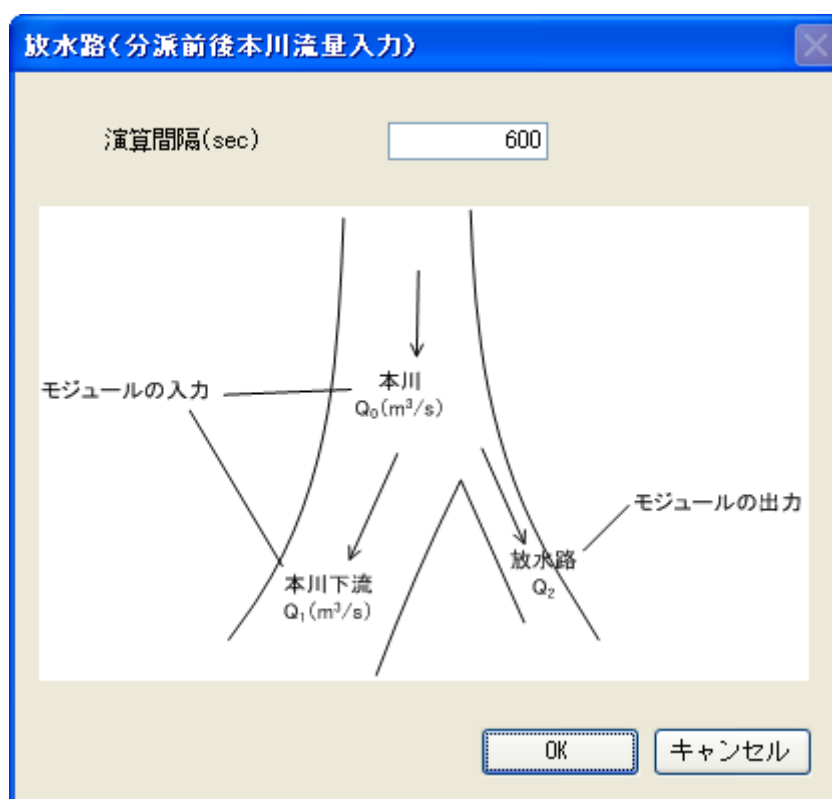 放水路(分派前後本川流量入力)
演算間隔(sec)
600
モジュールの入力
本川
Q₀(m³/s)
モジュールの出力
放水路
Q₂
本川下流
Q₁(m³/s)
OK
キャンセル